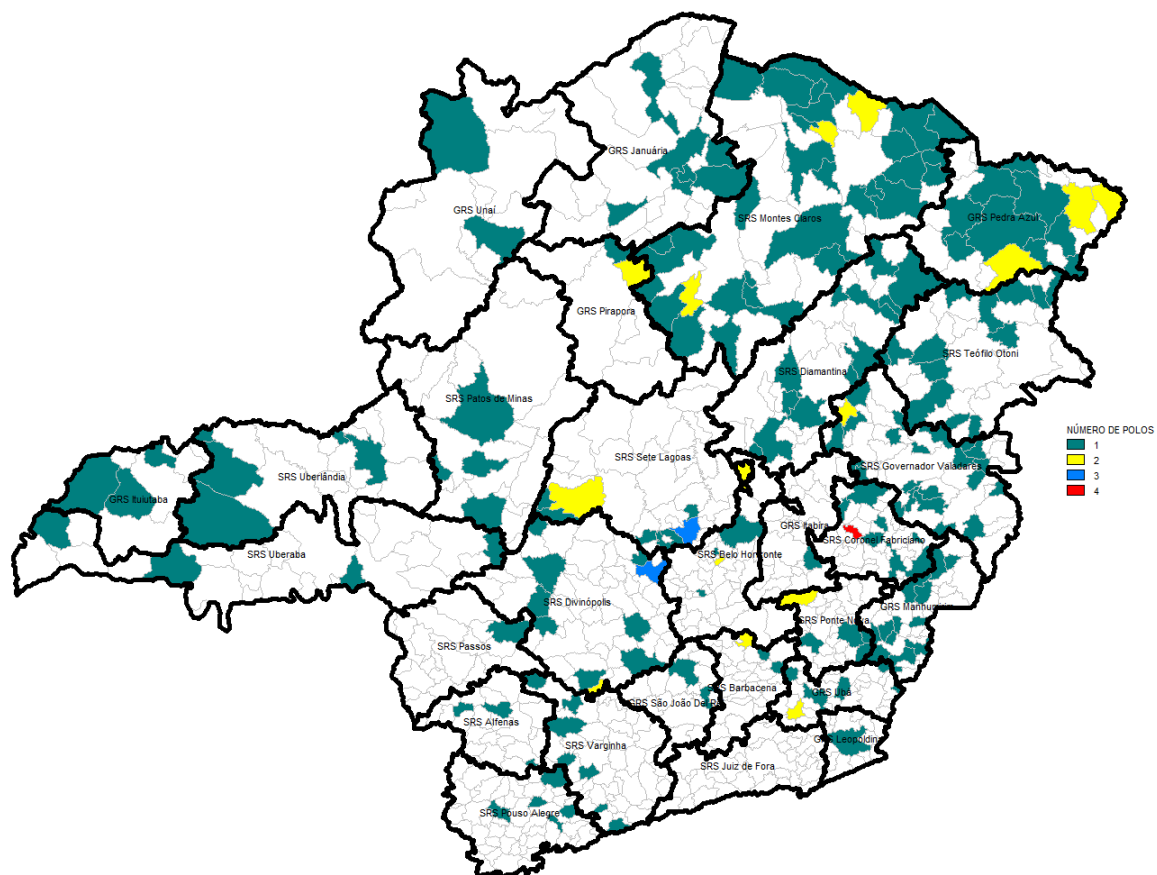 GRS Januária
GRS Unaí
SRS Montes Claros
GRS Pedra Azul
GRS Pirapora
SRS Teófilo Otoni
SRS Diamantina
SRS Patos de Minas
NÚMERO DE POLOS
1
2
3
4
SRS Sete Lagoas
SRS Governador Valadares
SRS Uberlândia
GRS Ituiutaba
GRS Itabira
SRS Coronel Fabriciano
SRS Belo Horizonte
SRS Uberaba
SRS Divinópolis
GRS Manhuaçu
SRS Ponte Nova
SRS Passos
SRS Barbacena
GRS Ubá
GRS São João Del Rei
SRS Alfenas
SRS Varginha
GRS Leopoldina
SRS Juiz de Fora
SRS Pouso Alegre